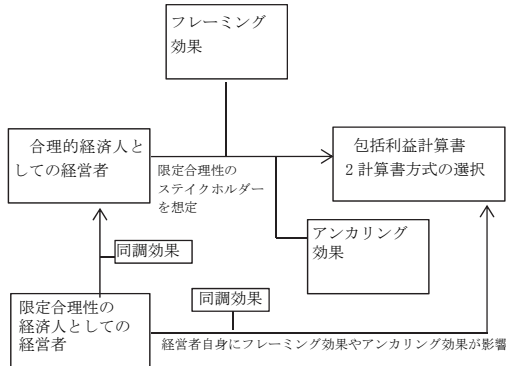 フレーミング
効果
合理的経済人と
しての経営者
限定合理性の
ステイクホルダー
を想定
包括利益計算書
2計算書方式の選択
アンカリング
効果
同調効果
限定合理性の
経済人としての
経営者
同調効果
経営者自身にフレーミング効果やアンカリング効果が影響